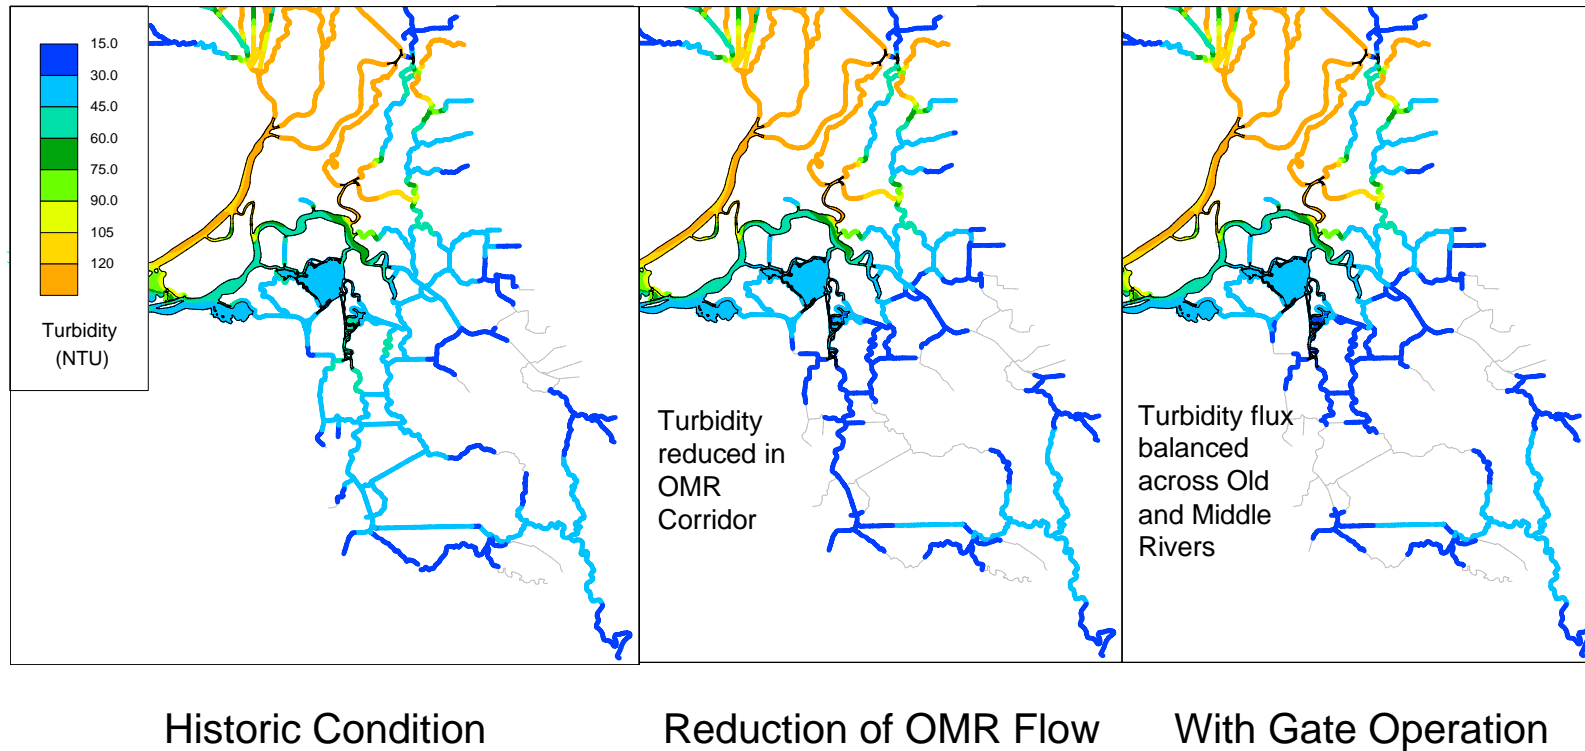 15.0
30.0
45.0
60.0
75.0
90.0
105
120
Turbidity
(NTU)
Turbidity
reduced in
OMR
Corridor
Turbidity flux
balanced
across Old
and Middle
Rivers
Historic Condition
Reduction of OMR Flow
With Gate Operation